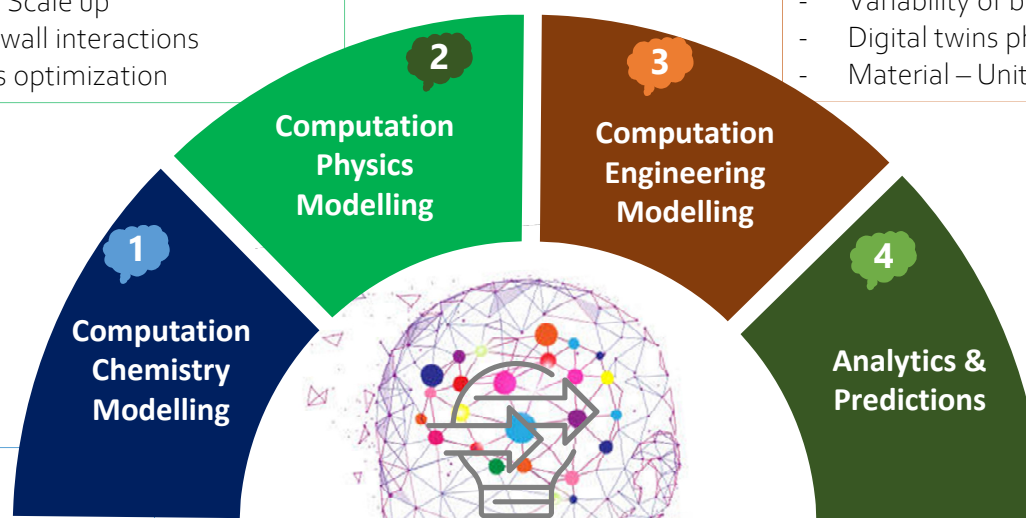 Scale up
wall interactions
s optimization
- Variability of b
- Digital twins ph
- Material – Unit
2
Computation
Physics
Modelling
3
Computation
Engineering
Modelling
1
Computation
Chemistry
Modelling
4
Analytics &
Predictions